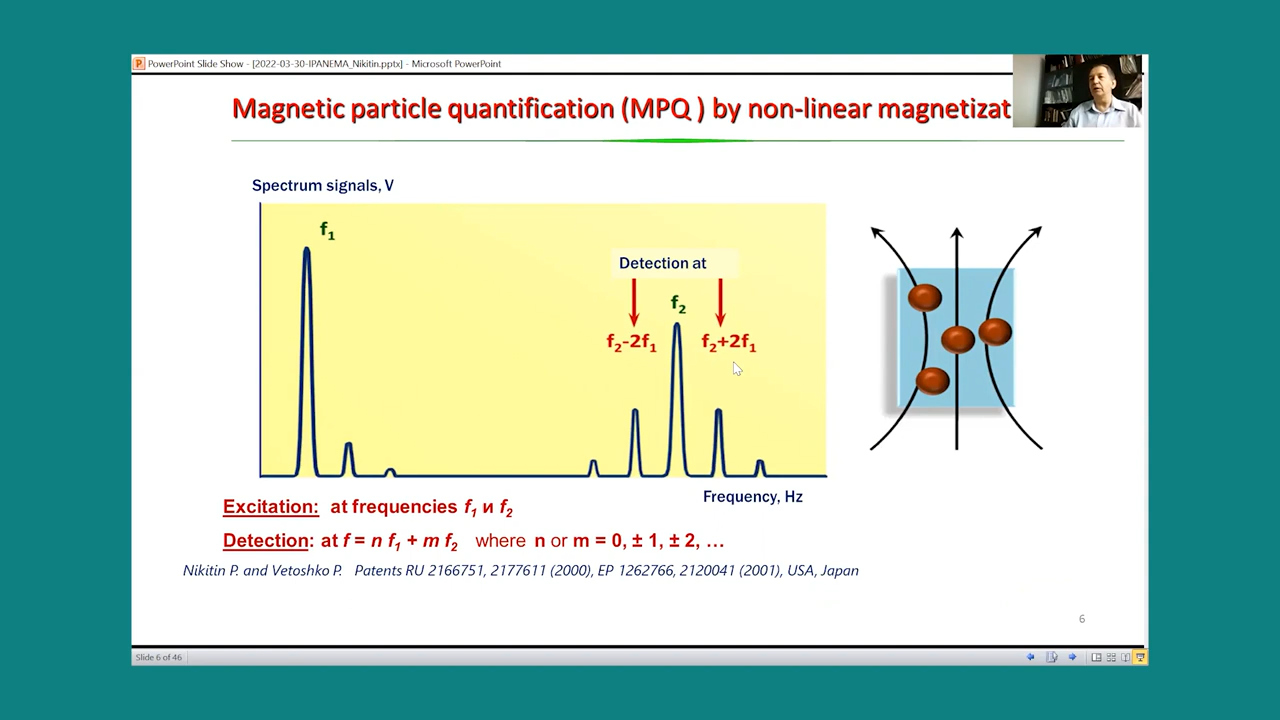 PowerPoint Slide Show - [2022-03-30-IPANEMA_Nikitin.pptx] - Microsoft PowerPoint
Magnetic particle quantification (MPQ ) by non-linear magnetizat
Spectrum signals, V
f1
Detection at
f2
f2-2f1
f2+2f1
Frequency, Hz
Excitation: at frequencies f1 и f2
Detection: at f = n f1 + m f2 where n or m = 0, ± 1, ± 2, …
Nikitin P. and Vetoshko P. Patents RU 2166751, 2177611 (2000), EP 1262766, 2120041 (2001), USA, Japan
6
Slide 6 of 46